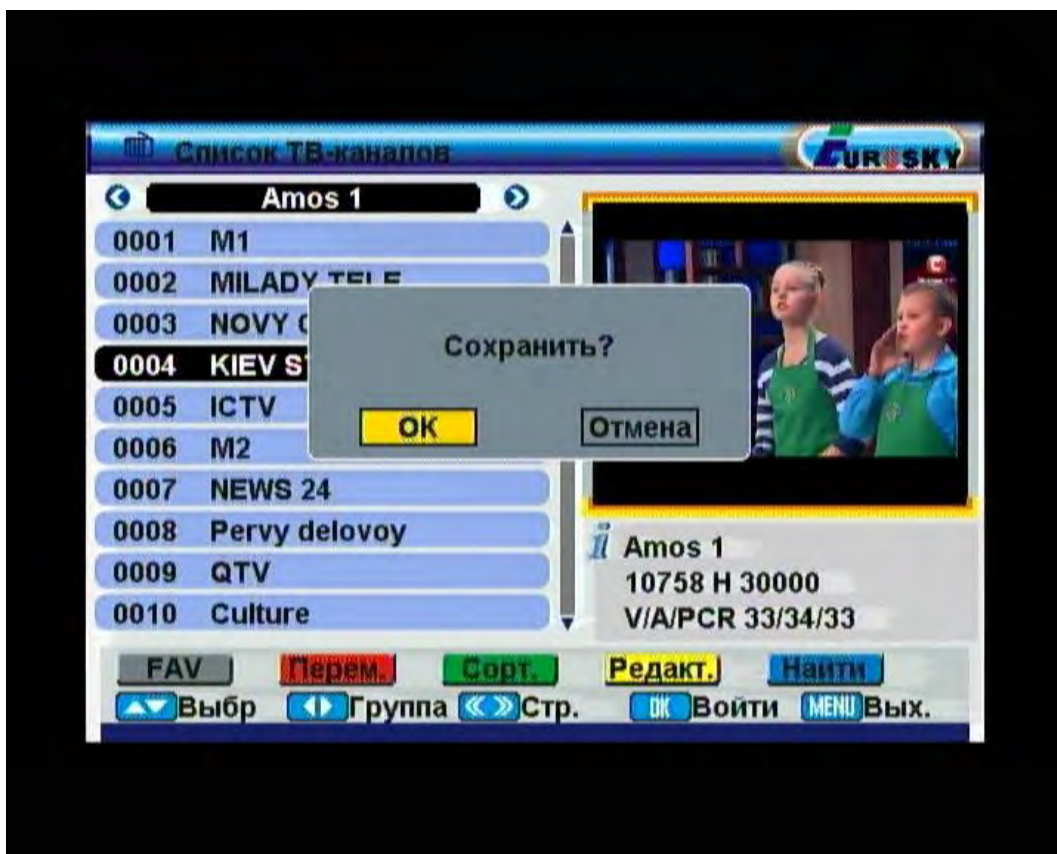 Список ТВ-каналов
EUROSKY
Amos 1
0001 M1
0002 MILADY TELE
0003 NOVY
0004 KIEV
0005 ICTV
0006 M2
0007 NEWS 24
0008 Pervy delovoy
0009 QTV
0010 Culture
Сохранить?
OK Отмена
Amos 1
10758 H 30000
V/A/PCR 33/34/33
FAV Перем. Сорт. Редакт. Найти
Выбр Группа Стр. OK Войти MENU Вых.